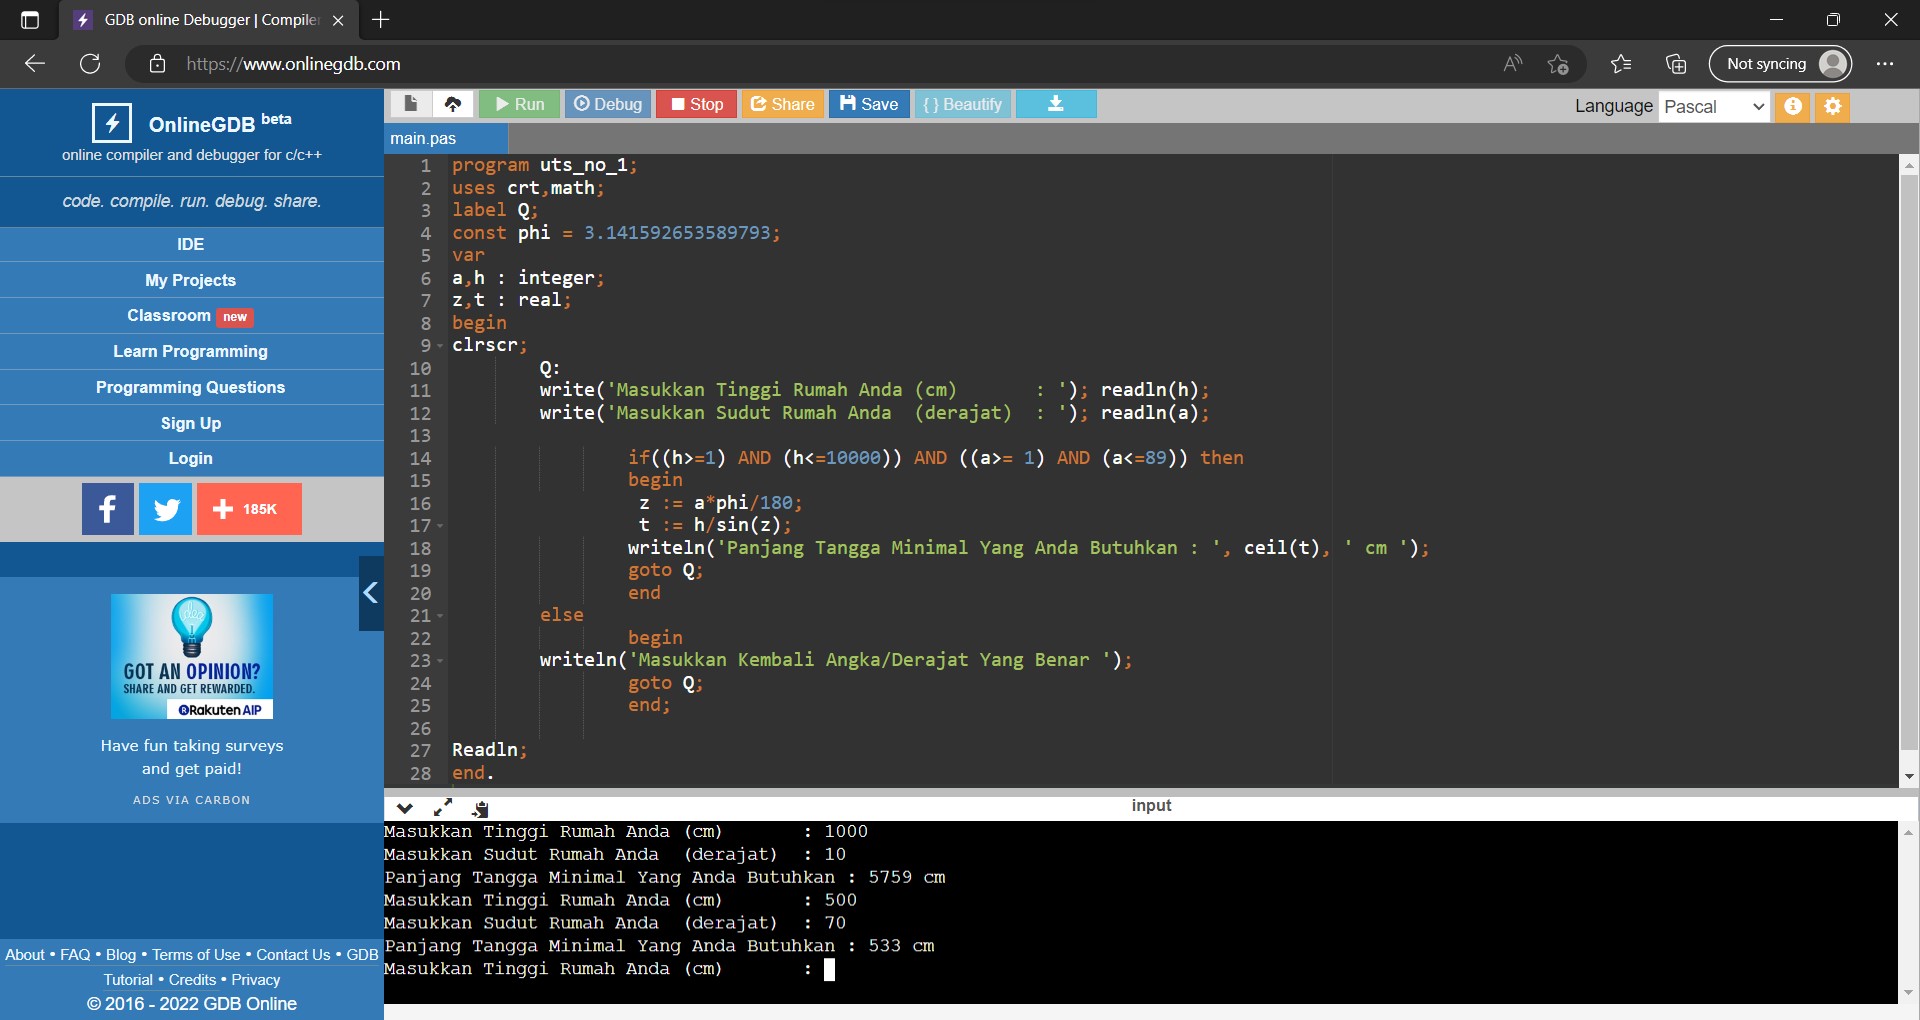 GDB online Debugger | Compiler
https://www.onlinegdb.com
Not syncing
OnlineGDB beta
online compiler and debugger for c/c++
code. compile. run. debug. share.
IDE
My Projects
Classroom new
Learn Programming
Programming Questions
Sign Up
Login
185K
GOT AN OPINION?
SHARE AND GET REWARDED.
Rakuten AIP
Have fun taking surveys
and get paid!
ADS VIA CARBON
About • FAQ • Blog • Terms of Use • Contact Us • GDB
Tutorial • Credits • Privacy
© 2016 - 2022 GDB Online
Run Debug Stop Share Save {} Beautify
Language Pascal
main.pas
1 program uts_no_1;
2 uses crt,math;
3 label Q;
4 const phi = 3.141592653589793;
5 var
6 a,h : integer;
7 z,t : real;
8 begin
9 clrscr;
10 Q:
11 write('Masukkan Tinggi Rumah Anda (cm)       : '); readln(h);
12 write('Masukkan Sudut Rumah Anda  (derajat)  : '); readln(a);
13
14 if((h>=1) AND (h<=10000)) AND ((a>= 1) AND (a<=89)) then
15 begin
16 z := a*phi/180;
17 t := h/sin(z);
18 writeln('Panjang Tangga Minimal Yang Anda Butuhkan : ', ceil(t), ' cm ');
19 goto Q;
20 end
21 else
22 begin
23 writeln('Masukkan Kembali Angka/Derajat Yang Benar ');
24 goto Q;
25 end;
26
27 Readln;
28 end.
input
Masukkan Tinggi Rumah Anda (cm)       : 1000
Masukkan Sudut Rumah Anda  (derajat)  : 10
Panjang Tangga Minimal Yang Anda Butuhkan : 5759 cm
Masukkan Tinggi Rumah Anda (cm)       : 500
Masukkan Sudut Rumah Anda  (derajat)  : 70
Panjang Tangga Minimal Yang Anda Butuhkan : 533 cm
Masukkan Tinggi Rumah Anda (cm)       :